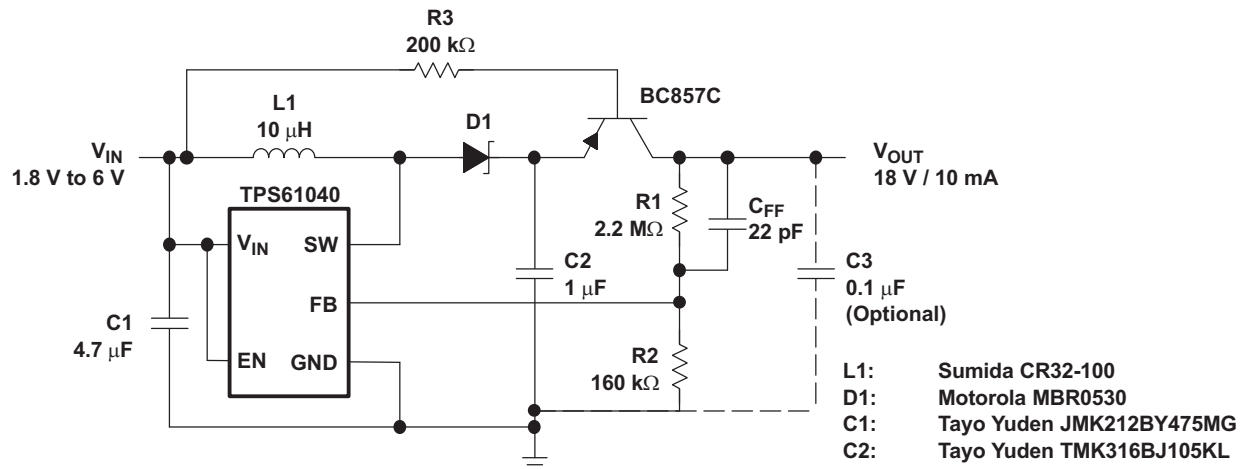 R3
200 kΩ
BC857C
L1
10 μH
D1
VIN
1.8 V to 6 V
VOUT
18 V / 10 mA
TPS61040
VIN
SW
R1
2.2 MΩ
CFF
22 pF
C2
1 μF
C3
0.1 μF
(Optional)
FB
C1
4.7 μF
EN
GND
R2
160 kΩ
L1: Sumida CR32-100
D1: Motorola MBR0530
C1: Tayo Yuden JMK212BY475MG
C2: Tayo Yuden TMK316BJ105KL